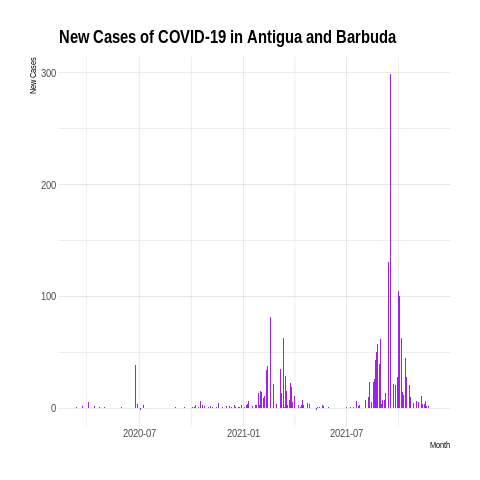 New Cases of COVID-19 in Antigua and Barbuda
New Cases
300
200
100
0
2020-07 2021-01 2021-07
Month